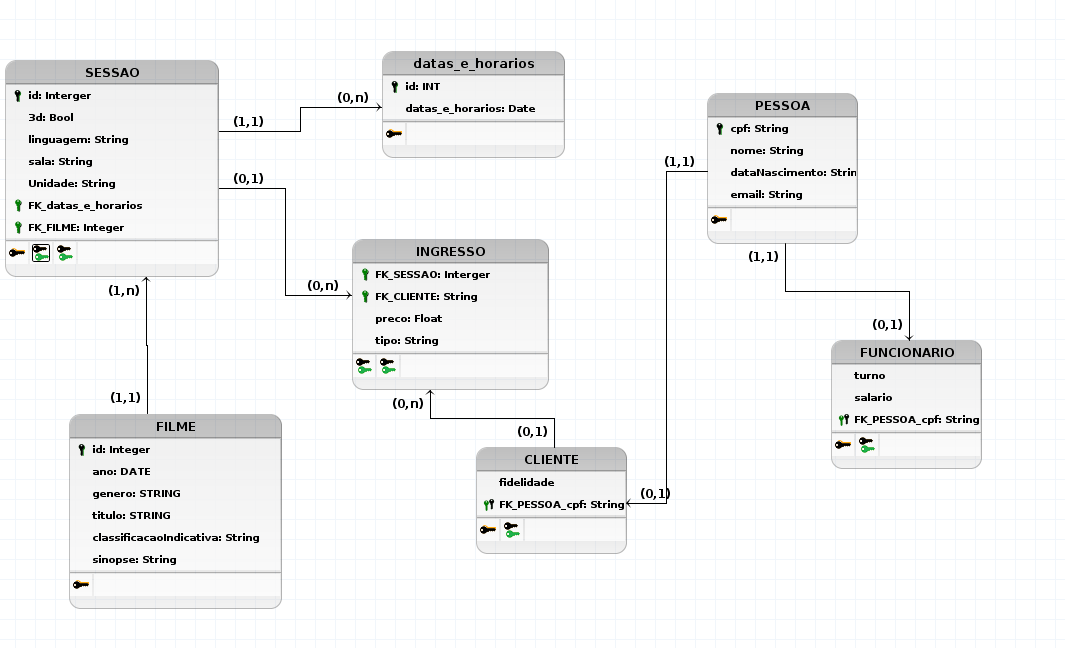 SESSAO
id: Interger
3d: Bool
linguagem: String
sala: String
Unidade: String
FK_datas_e_horarios
FK_FILME: Integer
(1,1)
(0,n)
datas_e_horarios
id: INT
datas_e_horarios: Date
(0,1)
(0,n)
INGRESSO
FK_SESSAO: Interger
FK_CLIENTE: String
preco: Float
tipo: String
PESSOA
cpf: String
nome: String
dataNascimento: Strin
email: String
(1,1)
(1,1)
(0,1)
FUNCIONARIO
turno
salario
FK_PESSOA_cpf: String
(1,n)
(1,1)
FILME
id: Integer
ano: DATE
genero: STRING
titulo: STRING
classificacaoIndicativa: String
sinopse: String
(0,n)
(0,1)
CLIENTE
fidelidade
FK_PESSOA_cpf: String
(0,1)